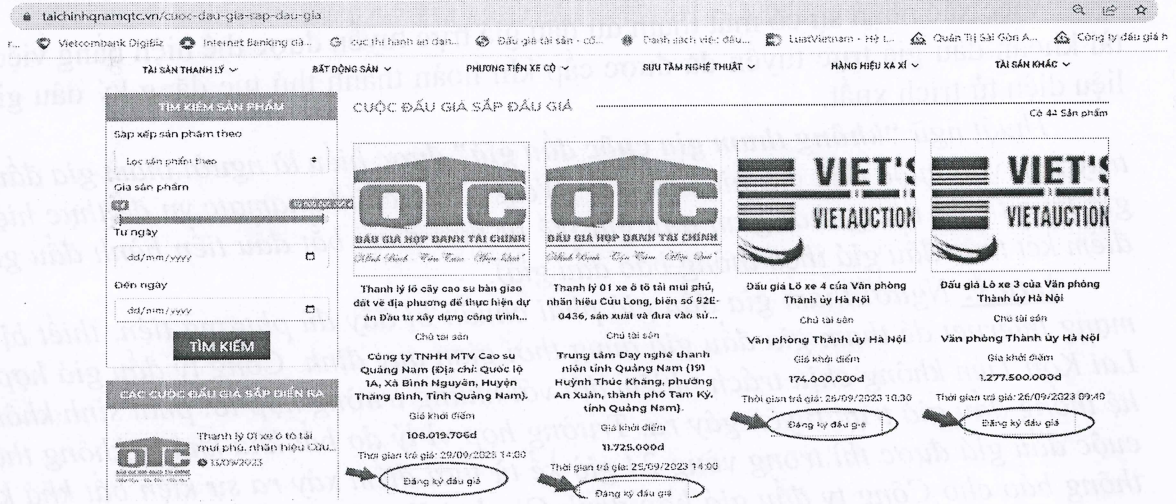 taichinhqnamqtc.vn/cuoc-dau-gia-sap-dau-gia
Vietcombank DigiBiz
Internet Banking cá...
cục thi hành án dân...
Đấu giá tài sản - cổ...
Danh sách việc đấu...
LuatVietnam - Hệ t...
Quản Trị Sài Gòn A...
Công ty đấu giá h
TÀI SẢN THANH LÝ
BẤT ĐỘNG SẢN
PHƯƠNG TIỆN XE CỘ
SƯU TẦM NGHỆ THUẬT
HÀNG HIỆU XA XỈ
TÀI SẢN KHÁC
TÌM KIẾM SẢN PHẨM
Sắp xếp sản phẩm theo
Lọc sản phẩm theo
Giá sản phẩm
Từ ngày
dd/mm/yyyy
Đến ngày
dd/mm/yyyy
TÌM KIẾM
CÁC CUỘC ĐẤU GIÁ SẮP DIỄN RA
Thanh lý 01 xe ô tô tải
mui phủ, nhãn hiệu Cửu...
13/09/2023
CUỘC ĐẤU GIÁ SẮP ĐẤU GIÁ
Có 44 Sản phẩm
ĐẤU GIÁ HỢP DANH TÀI CHÍNH
Thanh lý lô cây cao su bàn giao
đất về địa phương để thực hiện dự
án Đầu tư xây dựng công trình...
Chủ tài sản
Công ty TNHH MTV Cao su
Quảng Nam (Địa chỉ: Quốc lộ
1A, Xã Bình Nguyên, Huyện
Thăng Bình, Tỉnh Quảng Nam).
Giá khởi điểm
108.019.706đ
Thời gian trả giá: 29/09/2023 14:00
Đăng ký đấu giá
ĐẤU GIÁ HỢP DANH TÀI CHÍNH
Thanh lý 01 xe ô tô tải mui phủ,
nhãn hiệu Cửu Long, biển số 92E-
0436, sản xuất và đưa vào sử...
Chủ tài sản
Trung tâm Dạy nghề thanh
niên tỉnh Quảng Nam (191
Huỳnh Thúc Kháng, phường
An Xuân, thành phố Tam Kỳ,
tỉnh Quảng Nam).
Giá khởi điểm
11.725.000đ
Thời gian trả giá: 25/09/2023 14:00
Đăng ký đấu giá
VIET'S
VIETAUCTION
Đấu giá Lô xe 4 của Văn phòng
Thành ủy Hà Nội
Chủ tài sản
Văn phòng Thành ủy Hà Nội
Giá khởi điểm
174.000.000đ
Thời gian trả giá: 26/09/2023 10:30
Đăng ký đấu giá
VIET'S
VIETAUCTION
Đấu giá Lô xe 3 của Văn phòng
Thành ủy Hà Nội
Chủ tài sản
Văn phòng Thành ủy Hà Nội
Giá khởi điểm
1.277.500.000đ
Thời gian trả giá: 26/09/2023 09:40
Đăng ký đấu giá